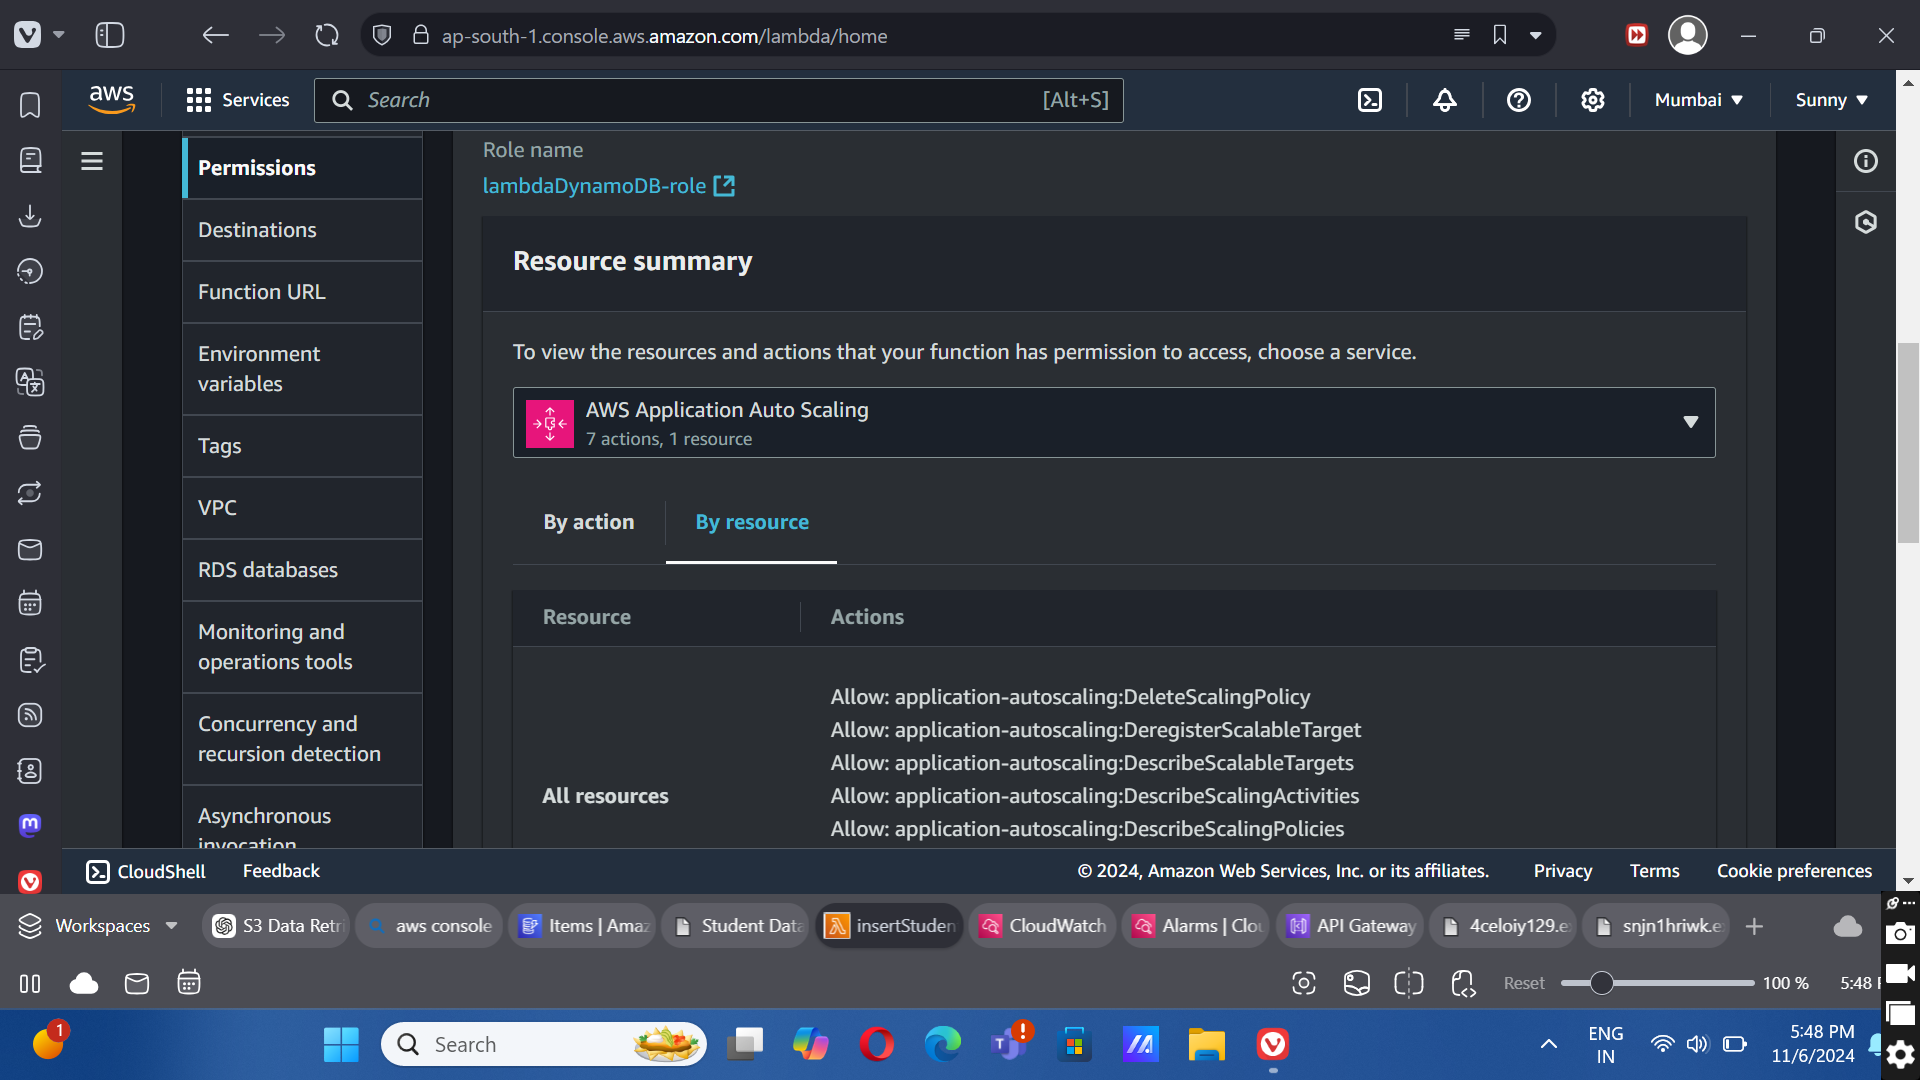 ap-south-1.console.aws.amazon.com/lambda/home
aws
Services
Search
[Alt+S]
Mumbai
Sunny
Permissions
Destinations
Function URL
Environment
variables
Tags
VPC
RDS databases
Monitoring and
operations tools
Concurrency and
recursion detection
Asynchronous
invocation
Role name
lambdaDynamoDB-role
Resource summary
To view the resources and actions that your function has permission to access, choose a service.
AWS Application Auto Scaling
7 actions, 1 resource
By action
By resource
Resource
Actions
All resources
Allow: application-autoscaling:DeleteScalingPolicy
Allow: application-autoscaling:DeregisterScalableTarget
Allow: application-autoscaling:DescribeScalableTargets
Allow: application-autoscaling:DescribeScalingActivities
Allow: application-autoscaling:DescribeScalingPolicies
CloudShell
Feedback
© 2024, Amazon Web Services, Inc. or its affiliates.
Privacy
Terms
Cookie preferences
Workspaces
S3 Data Retri
aws console
Items | Amaz
Student Data
insertStuden
CloudWatch
Alarms | Clou
API Gateway
4celoiy129.e
snjn1hriwk.e
Reset
100 %
5:48
1
Search
ENG
IN
5:48 PM
11/6/2024